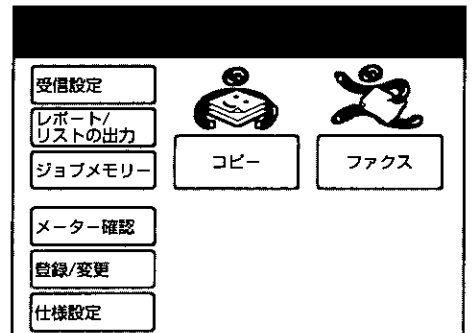 受信設定
レポート/
リストの出力
ジョブメモリー
コピー
ファクス
メーター確認
登録/変更
仕様設定